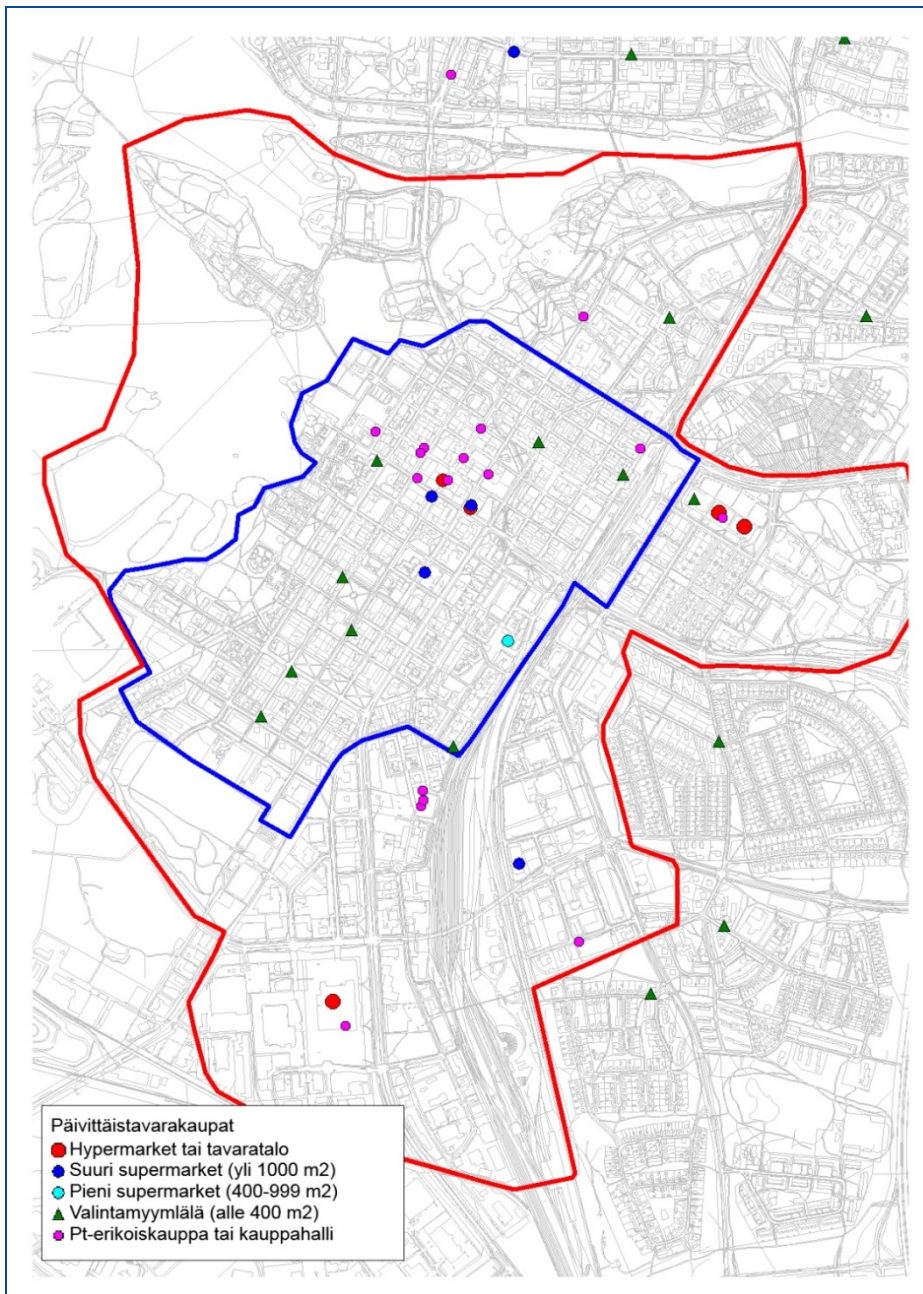 Päivittäistavarakaupat
Hypermarket tai tavaratalo
Suuri supermarket (yli 1000 m2)
Pieni supermarket (400-999 m2)
Valintamyymlälä (alle 400 m2)
Pt-erikoiskauppa tai kauppahalli